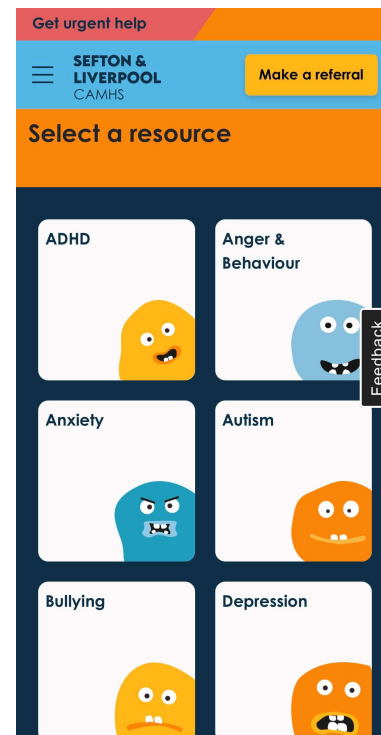 Get urgent help
SEFTON &
LIVERPOOL
CAMHS
Make a referral
Select a resource
ADHD
Anger &
Behaviour
Feedback
Anxiety
Autism
Bullying
Depression